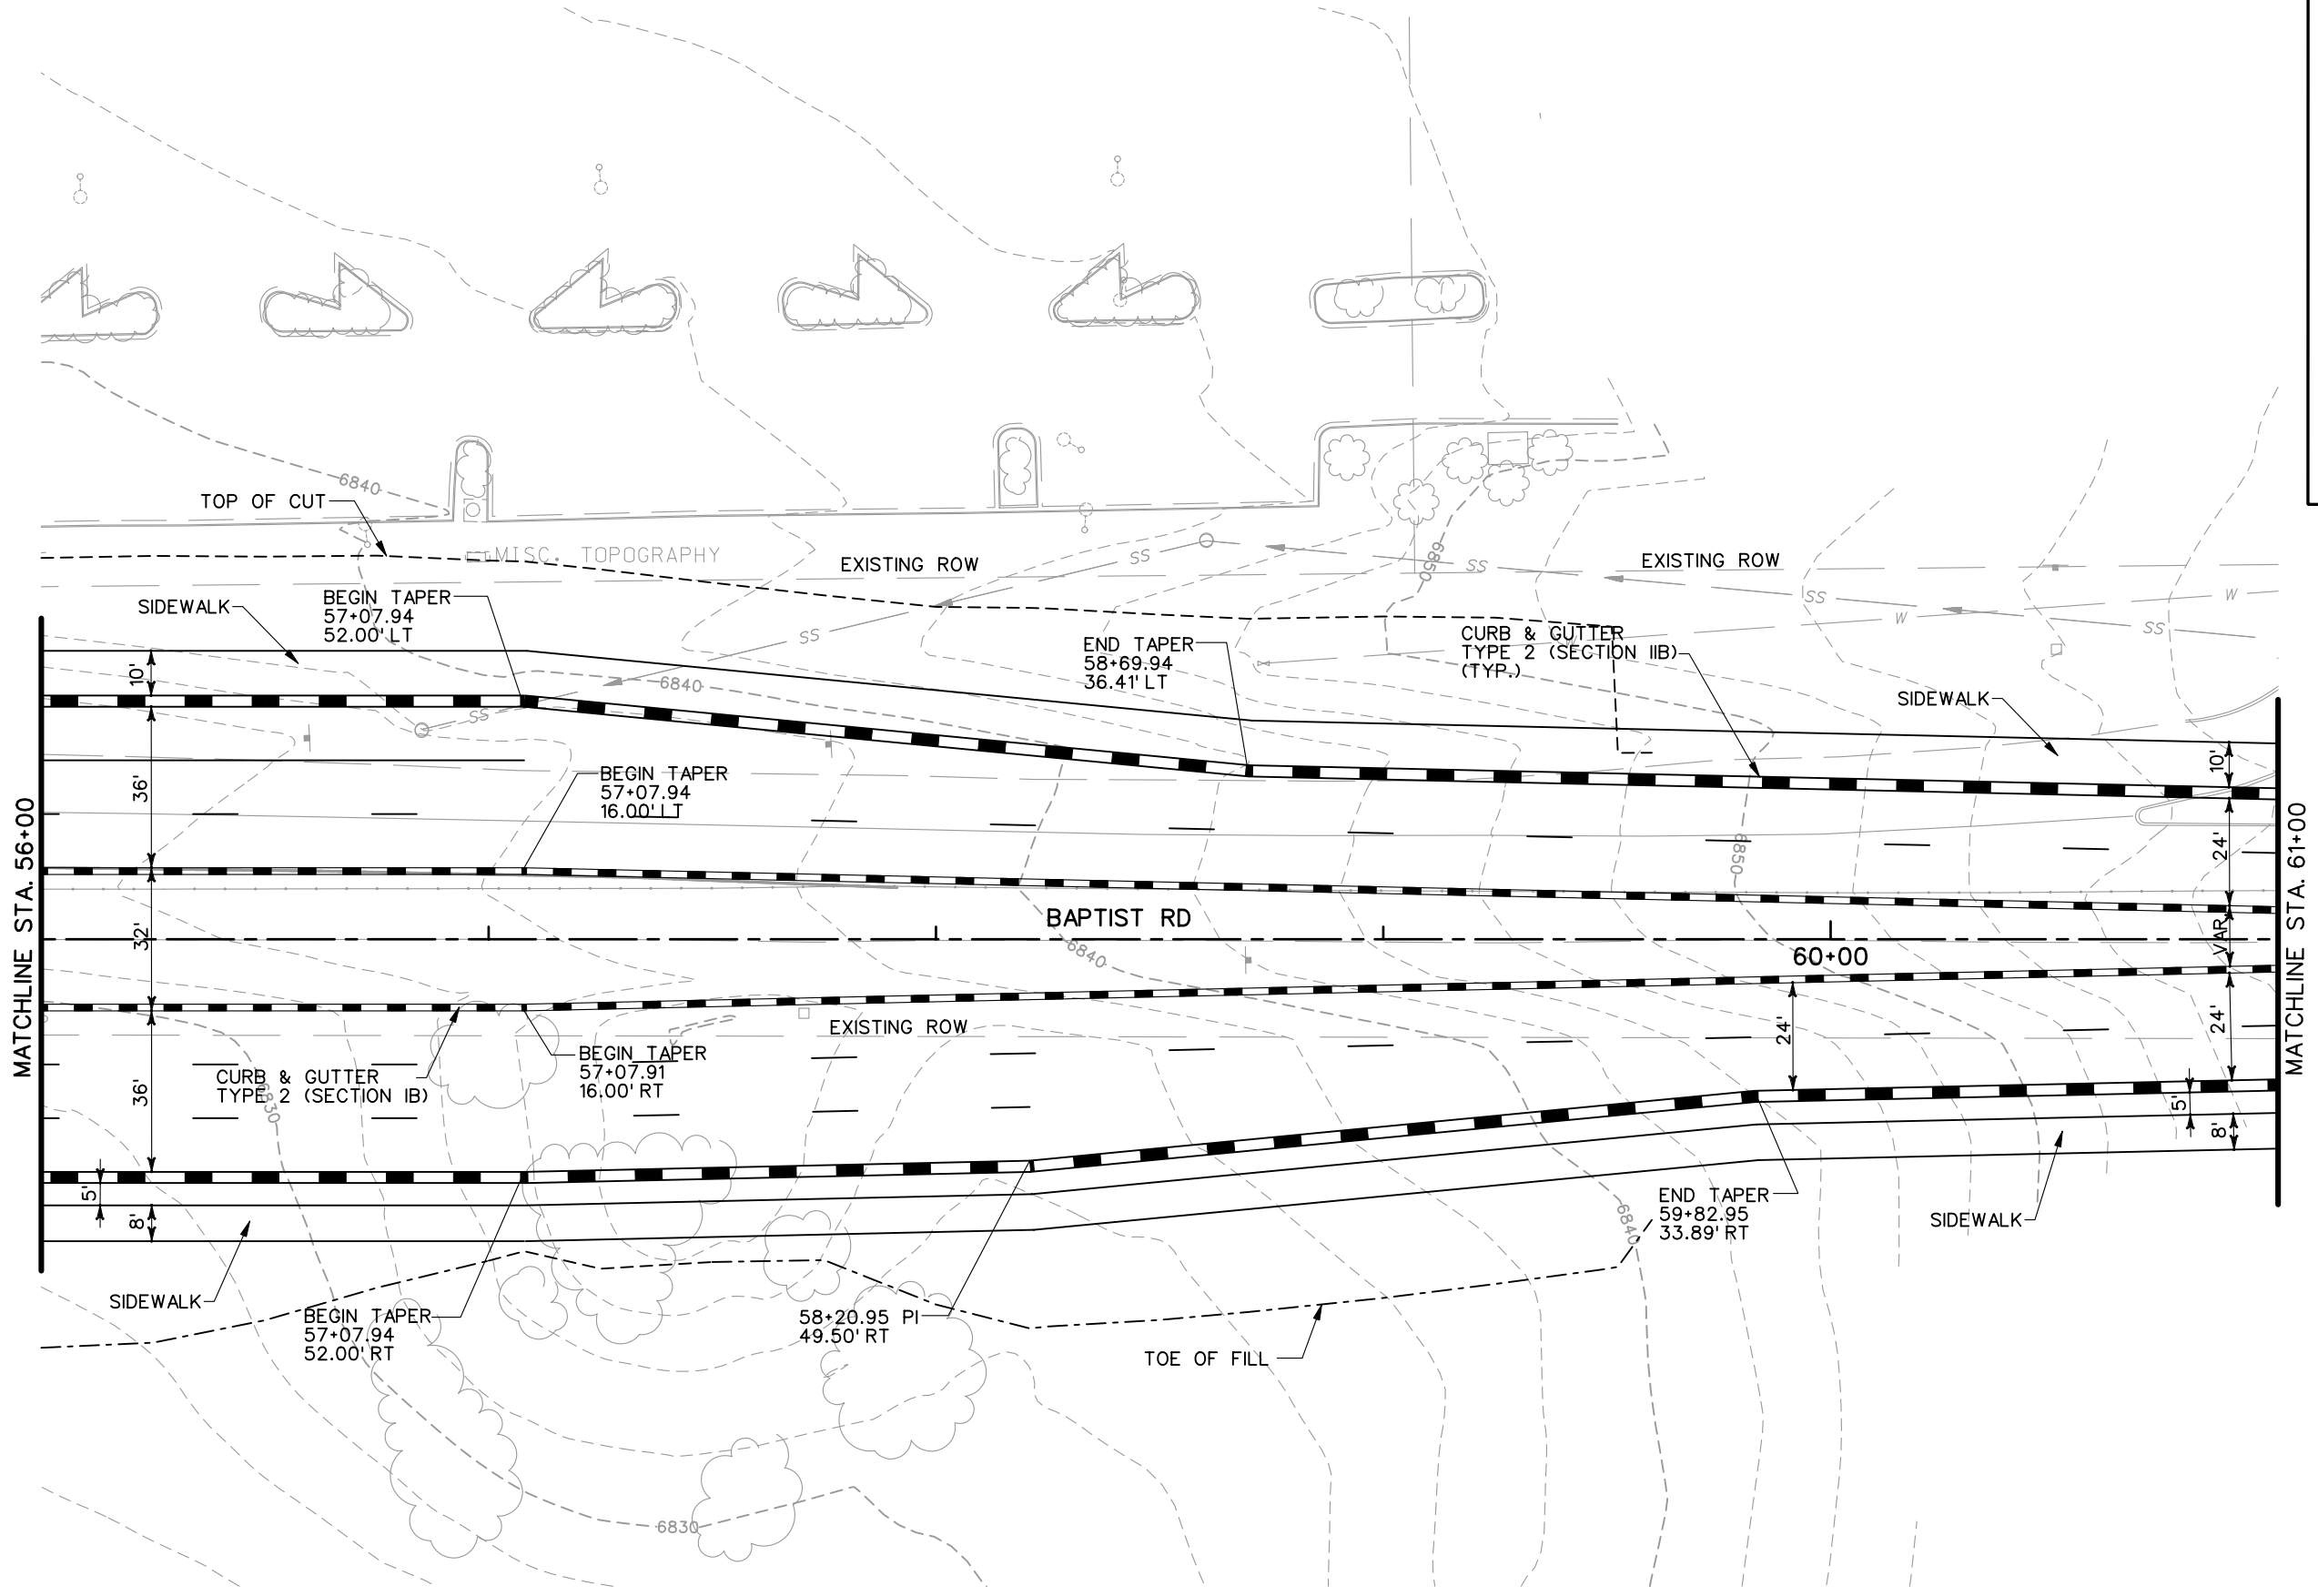 6840
TOP OF CUT
MISC. TOPOGRAPHY
EXISTING ROW
SS
6850
SS
EXISTING ROW
SIDEWALK
BEGIN TAPER
57+07.94
52.00' LT
SS
SS
W
W
SS
END TAPER
58+69.94
36.41' LT
CURB & GUTTER
TYPE 2 (SECTION IIB)
(TYP.)
W
10'
6840
SS
SIDEWALK
10'
36'
BEGIN TAPER
57+07.94
16.00' LT
6850
24'
MATCHLINE STA. 56+00
MATCHLINE STA. 61+00
BAPTIST RD
32'
6840
60+00
VAR.
EXISTING ROW
24'
24'
BEGIN TAPER
57+07.91
16.00' RT
CURB & GUTTER
TYPE 2 (SECTION IB)
6830
36'
5'
8'
5'
8'
END TAPER
59+82.95
33.89' RT
6840
SIDEWALK
SIDEWALK
BEGIN TAPER
57+07.94
52.00' RT
58+20.95 PI
49.50' RT
TOE OF FILL
6830